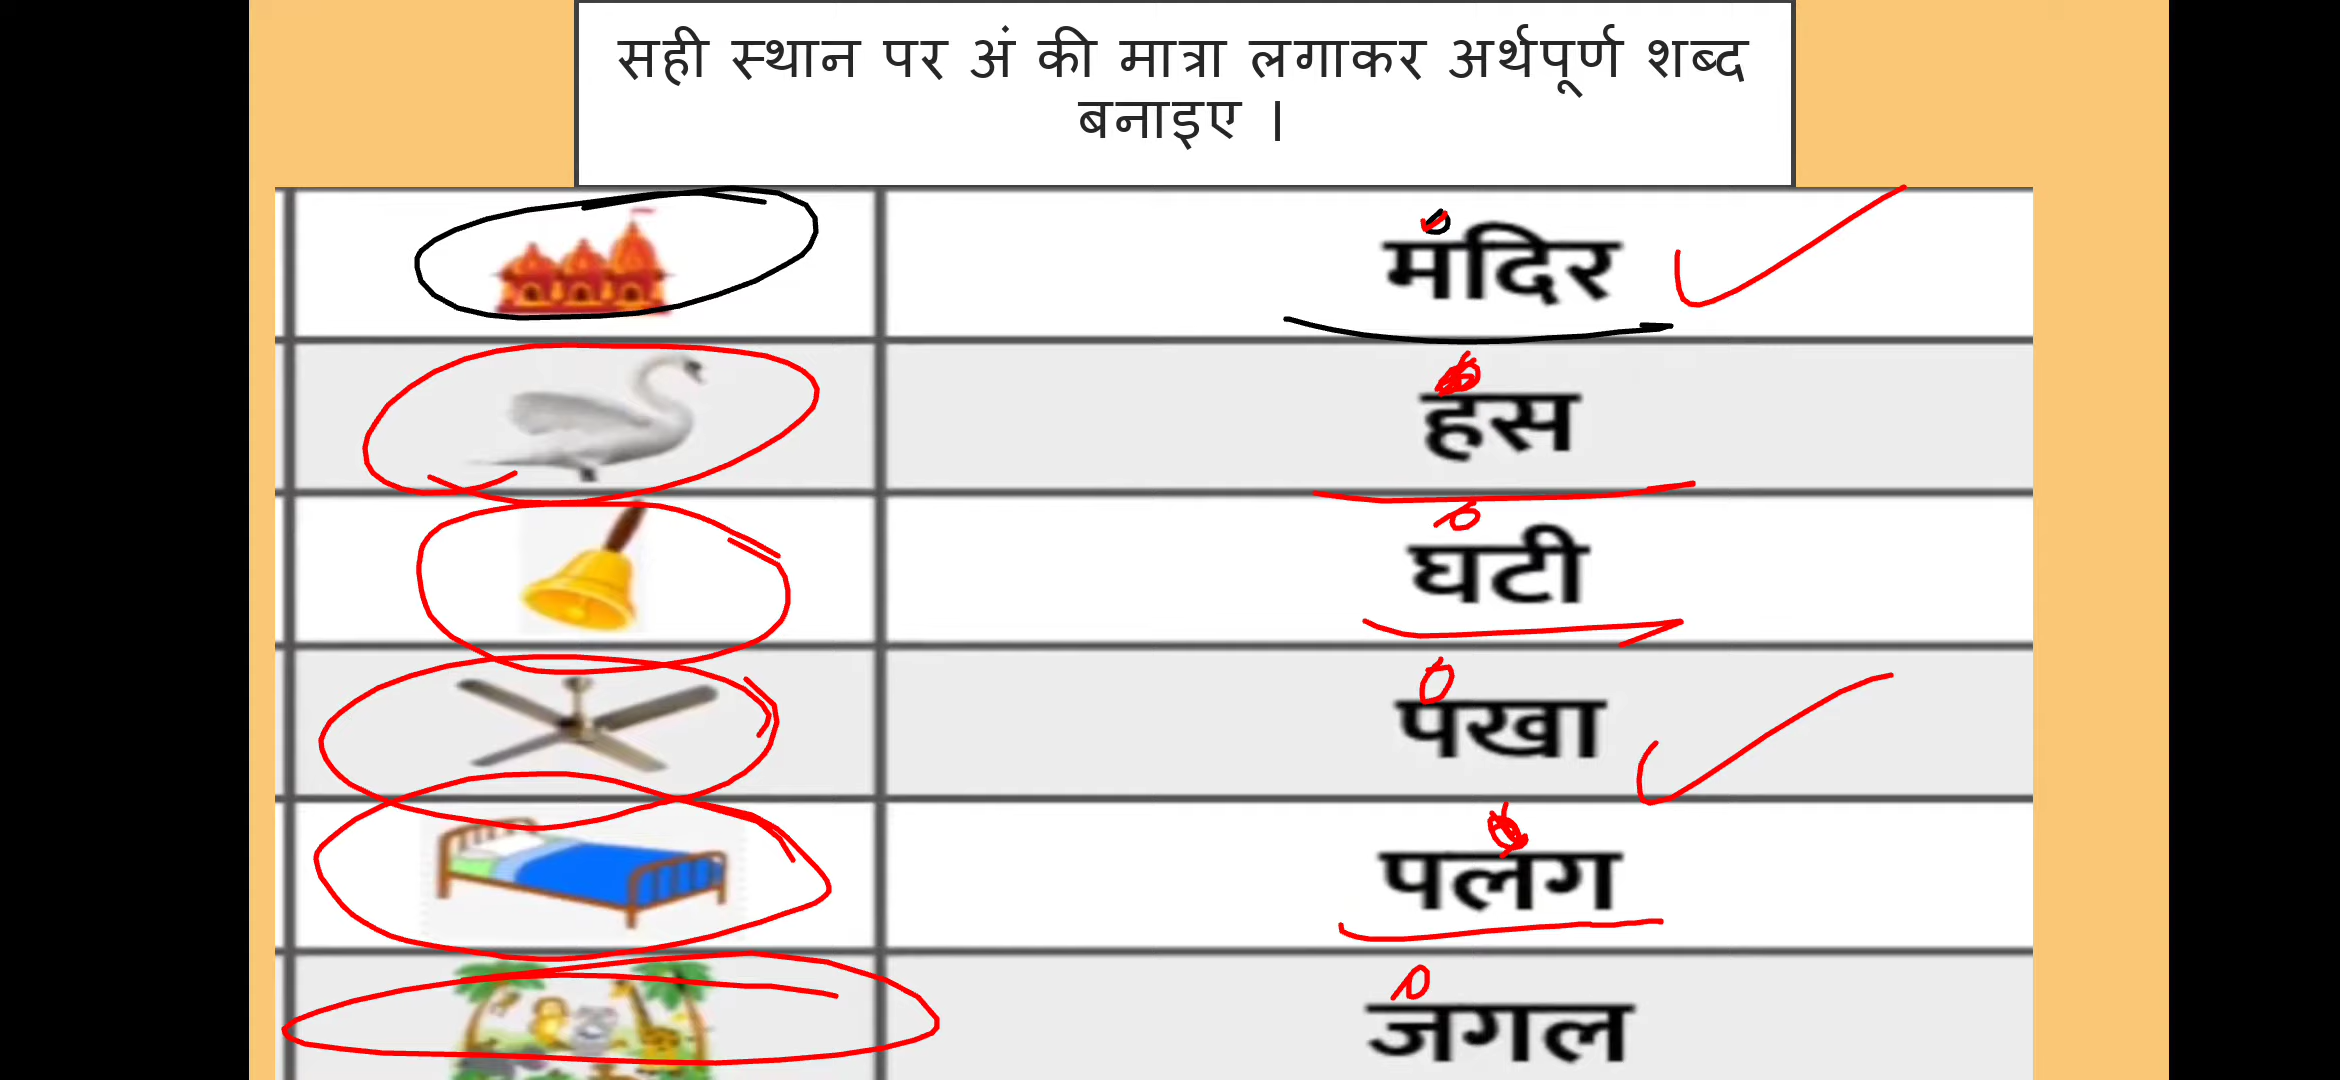 सही स्थान पर अं की मात्रा लगाकर अर्थपूर्ण शब्द
बनाइए ।
मंदिर
हंस
घंटी
पंखा
पलंग
जंगल